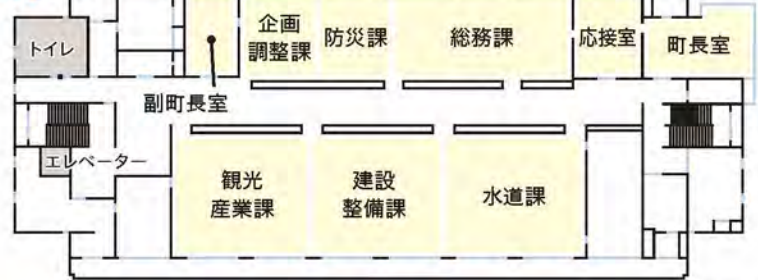 トイレ
企画
調整課
防災課
総務課
応接室
町長室
副町長室
エレベーター
観光
産業課
建設
整備課
水道課